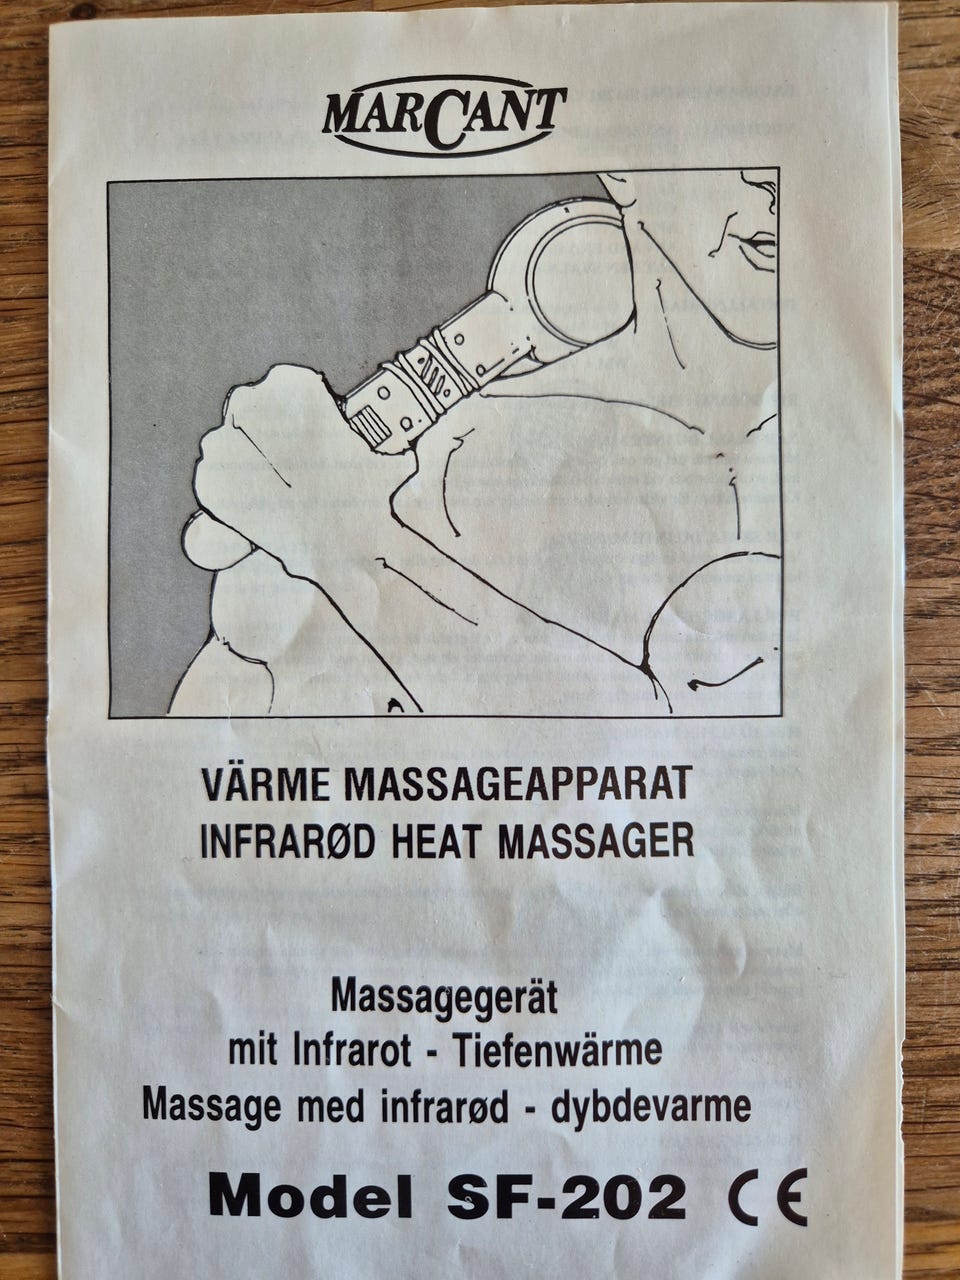 MARCANT
VÄRME MASSAGEAPPARAT
INFRARØD HEAT MASSAGER
Massagegerät
mit Infrarot - Tiefenwärme
Massage med infrarød - dybdevarme
Model SF-202 CE